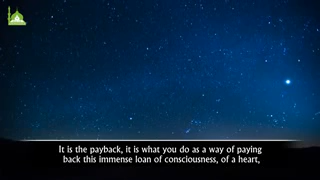 It is the payback, it is what you do as a way of paying
back this immense loan of consciousness, of a heart,